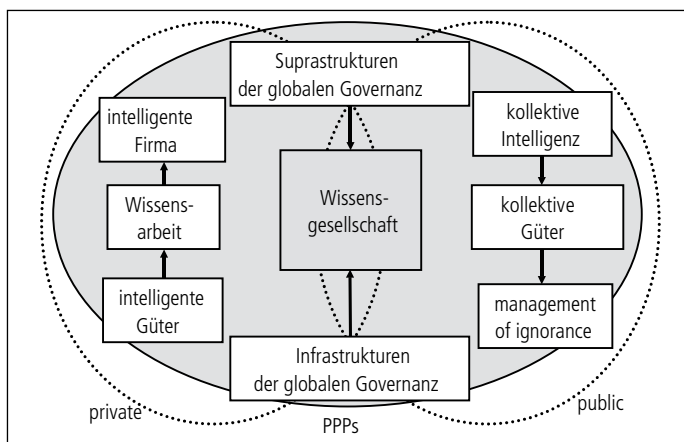 Suprastrukturen
der globalen Governanz
intelligente
Firma
kollektive
Intelligenz
Wissens-
gesellschaft
Wissens-
arbeit
kollektive
Güter
intelligente
Güter
management
of ignorance
Infrastrukturen
der globalen Governanz
private
PPPs
public